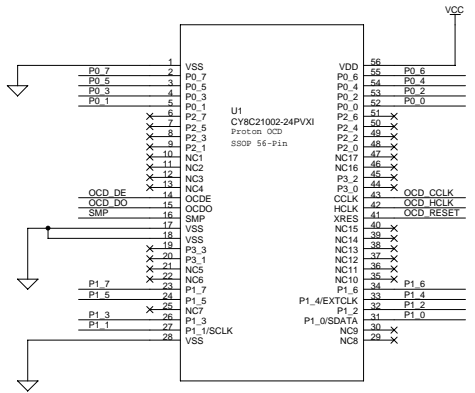 VCC
1 VSS VDD 56
P0_7 2 P0_7 P0_6 55 P0_6
P0_5 3 P0_5 P0_4 54 P0_4
P0_3 4 P0_3 P0_2 53 P0_2
P0_1 5 P0_1 P0_0 52 P0_0
6 P2_7 P2_6 51
7 P2_5 P2_4 50
8 P2_3 P2_2 49
9 P2_1 P2_0 48
10 NC1 NC17 47
11 NC2 NC16 46
12 NC3 P3_2 45
13 NC4 P3_0 44
OCD_DE 14 OCDE CCLK 43 OCD_CCLK
OCD_DO 15 OCDO HCLK 42 OCD_HCLK
SMP 16 SMP XRES 41 OCD_RESET
17 VSS NC15 40
18 VSS NC14 39
19 P3_3 NC13 38
20 P3_1 NC12 37
21 NC5 NC11 36
22 NC6 NC10 35
P1_7 23 P1_7 P1_6 34 P1_6
P1_5 24 P1_5 P1_4/EXTCLK 33 P1_4
25 NC7 P1_2 32 P1_2
P1_3 26 P1_3 P1_0/SDATA 31 P1_0
P1_1 27 P1_1/SCLK NC9 30
28 VSS NC8 29
U1
CY8C21002-24PVXI
Proton OCD
SSOP 56-Pin